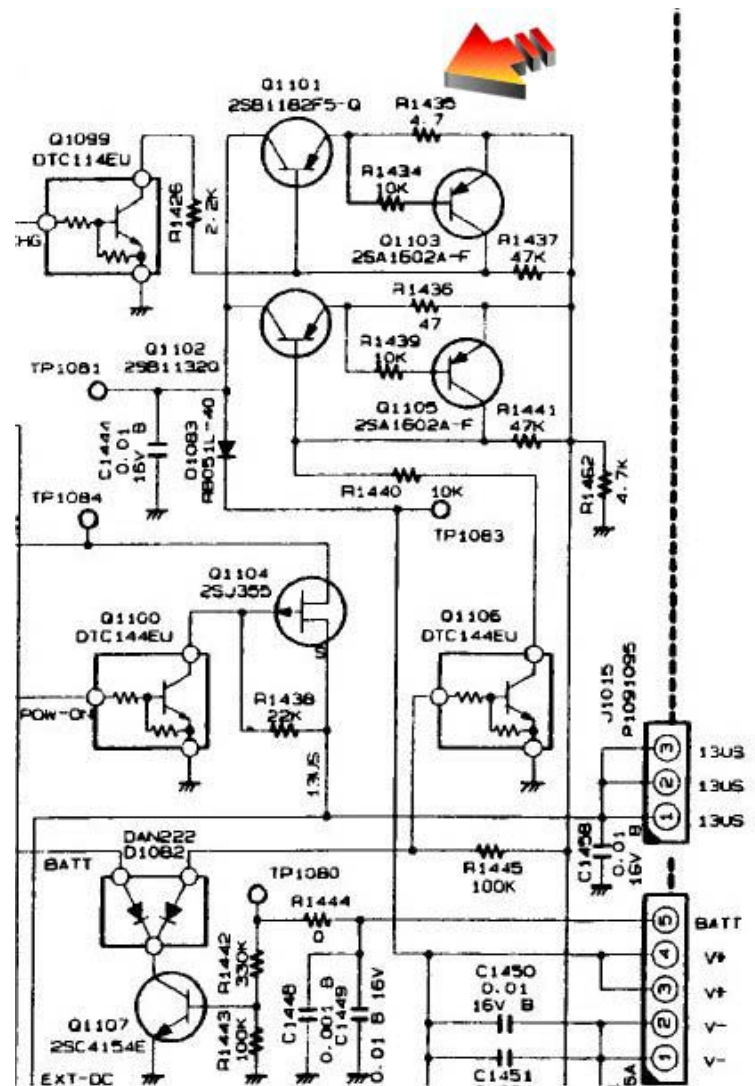 Q1101
2SB1182F5-Q
R1435
4.7
Q1099
DTC114EU
R1434
10K
R1426
2.2K
CHG
Q1103
2SA1602A-F
R1437
47K
R1436
47
Q1102
2SB1132Q
R1439
10K
TP1081
Q1105
2SA1602A-F
R1441
47K
C1444
0.01
16V B
D1083
RB051L-40
R1462
4.7K
TP1084
R1440 10K
TP1083
Q1104
2SJ355
Q1100
DTC144EU
Q1106
DTC144EU
S
J1015
P1091095
R1438
22K
POW-ON
13US
3
13US
2
13US
1
13US
DAN222
D1082
BATT
C1458
0.01
16V B
R1445
100K
TP1080
R1444
0
5
BATT
R1442
330K
C1450
0.01
16V B
4
V+
3
V+
C1448
0.001 B
C1449
0.01 B 16V
R1443
100K
2
V-
Q1107
2SC4154E
1
V-
EXT-DC
C1451
5A